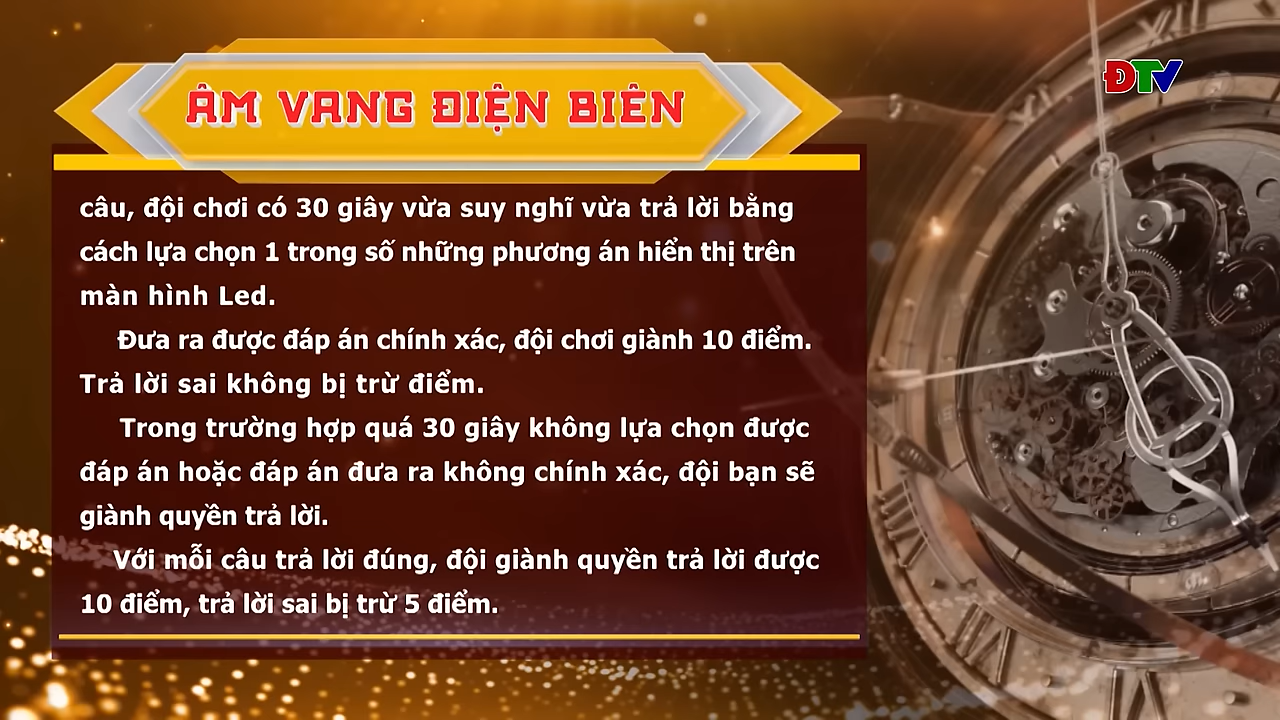 ĐTV
ÂM VANG ĐIỆN BIÊN
câu, đội chơi có 30 giây vừa suy nghĩ vừa trả lời bằng
cách lựa chọn 1 trong số những phương án hiển thị trên
màn hình Led.
Đưa ra được đáp án chính xác, đội chơi giành 10 điểm.
Trả lời sai không bị trừ điểm.
Trong trường hợp quá 30 giây không lựa chọn được
đáp án hoặc đáp án đưa ra không chính xác, đội bạn sẽ
giành quyền trả lời.
Với mỗi câu trả lời đúng, đội giành quyền trả lời được
10 điểm, trả lời sai bị trừ 5 điểm.